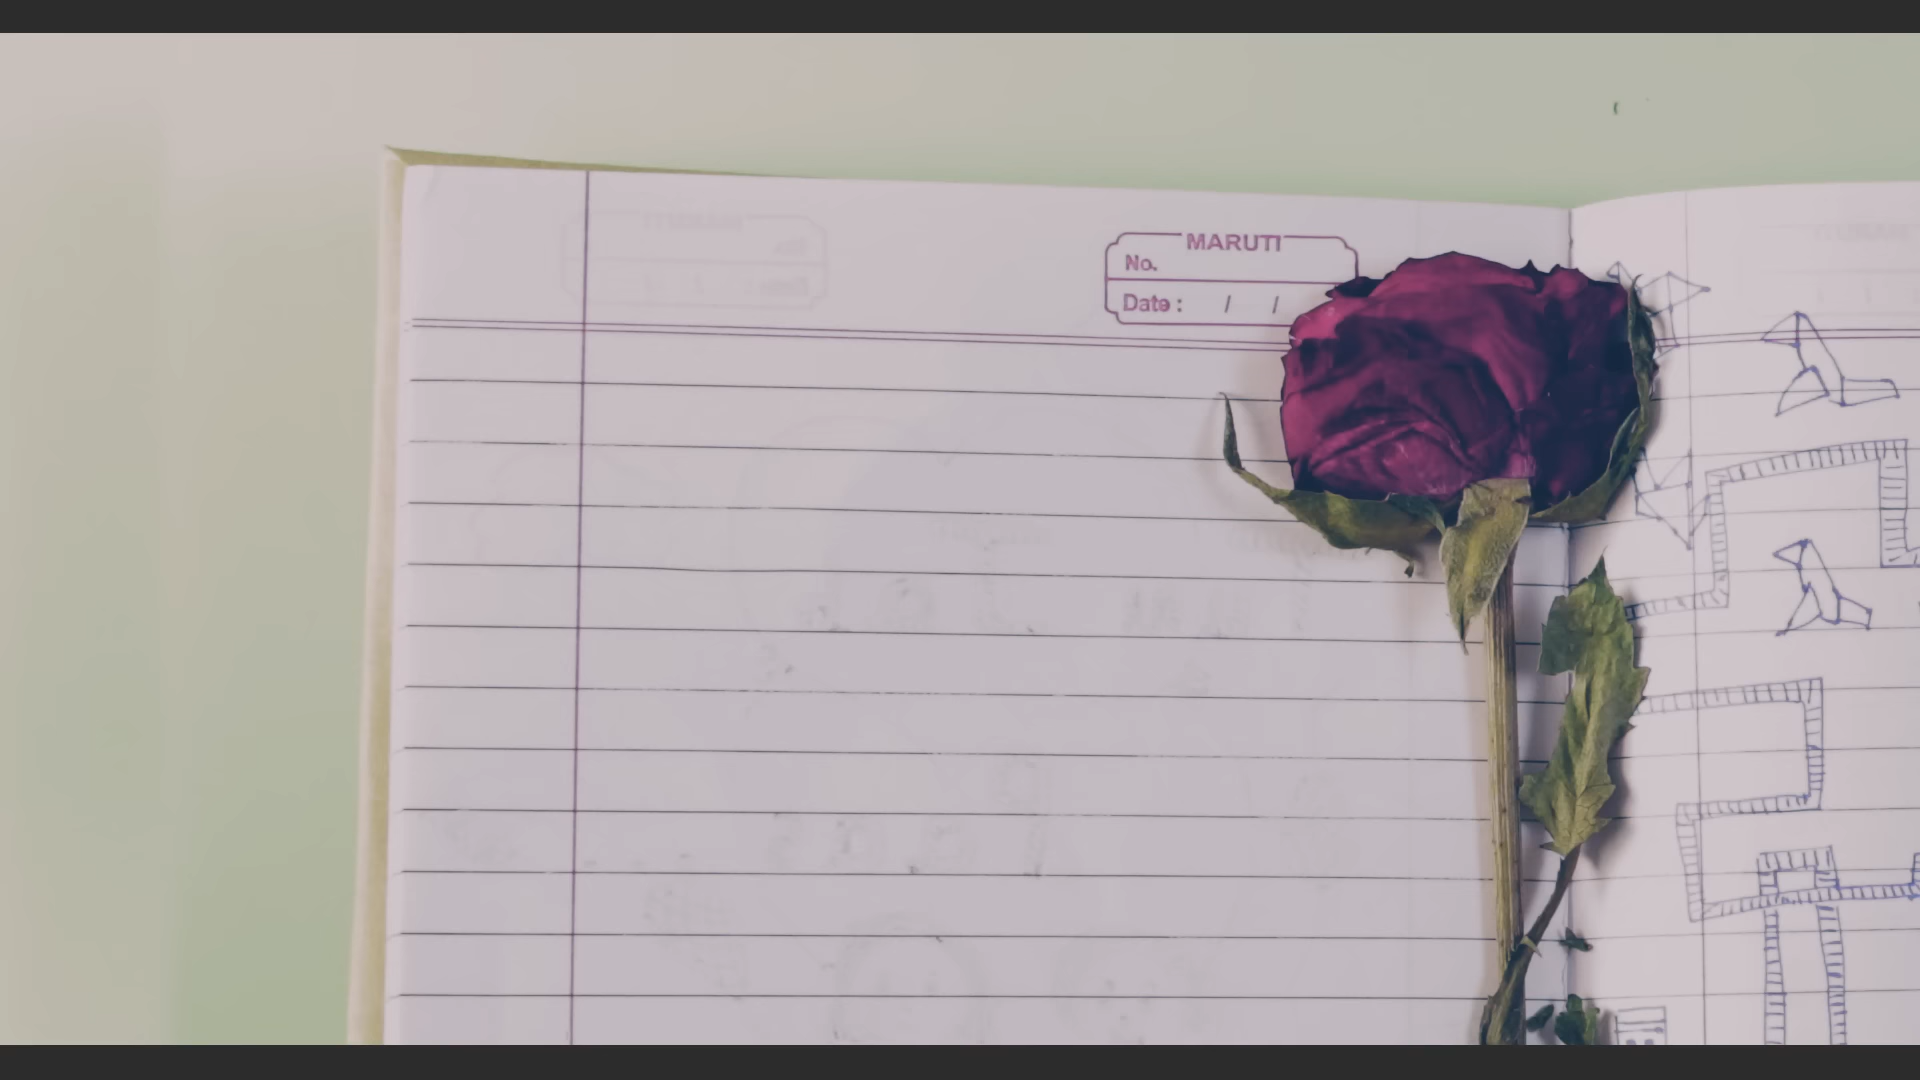 MARUTI
No.
Date : / /